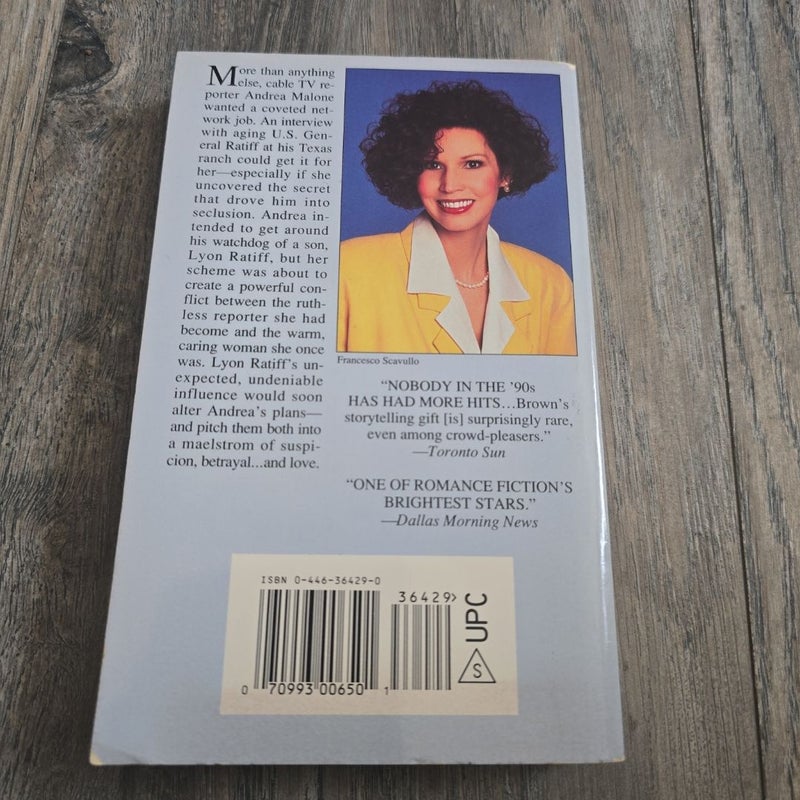 More than anything
else, cable TV re-
porter Andrea Malone
wanted a coveted net-
work job. An interview
with aging U.S. Gen-
eral Ratiff at his Texas
ranch could get it for
her—especially if she
uncovered the secret
that drove him into
seclusion. Andrea in-
tended to get around
his watchdog of a son,
Lyon Ratiff, but her
scheme was about to
create a powerful con-
flict between the ruth-
less reporter she had
become and the warm,
caring woman she once
was. Lyon Ratiff's un-
expected, undeniable
influence would soon
alter Andrea's plans—
and pitch them both into
a maelstrom of suspi-
cion, betrayal...and love.
Francesco Scavullo
“NOBODY IN THE ’90s
HAS HAD MORE HITS...Brown’s
storytelling gift [is] surprisingly rare,
even among crowd-pleasers.”
—Toronto Sun
“ONE OF ROMANCE FICTION’S
BRIGHTEST STARS.”
—Dallas Morning News
ISBN 0-446-36429-0
36429>
0 70993 00650 1
S UPC